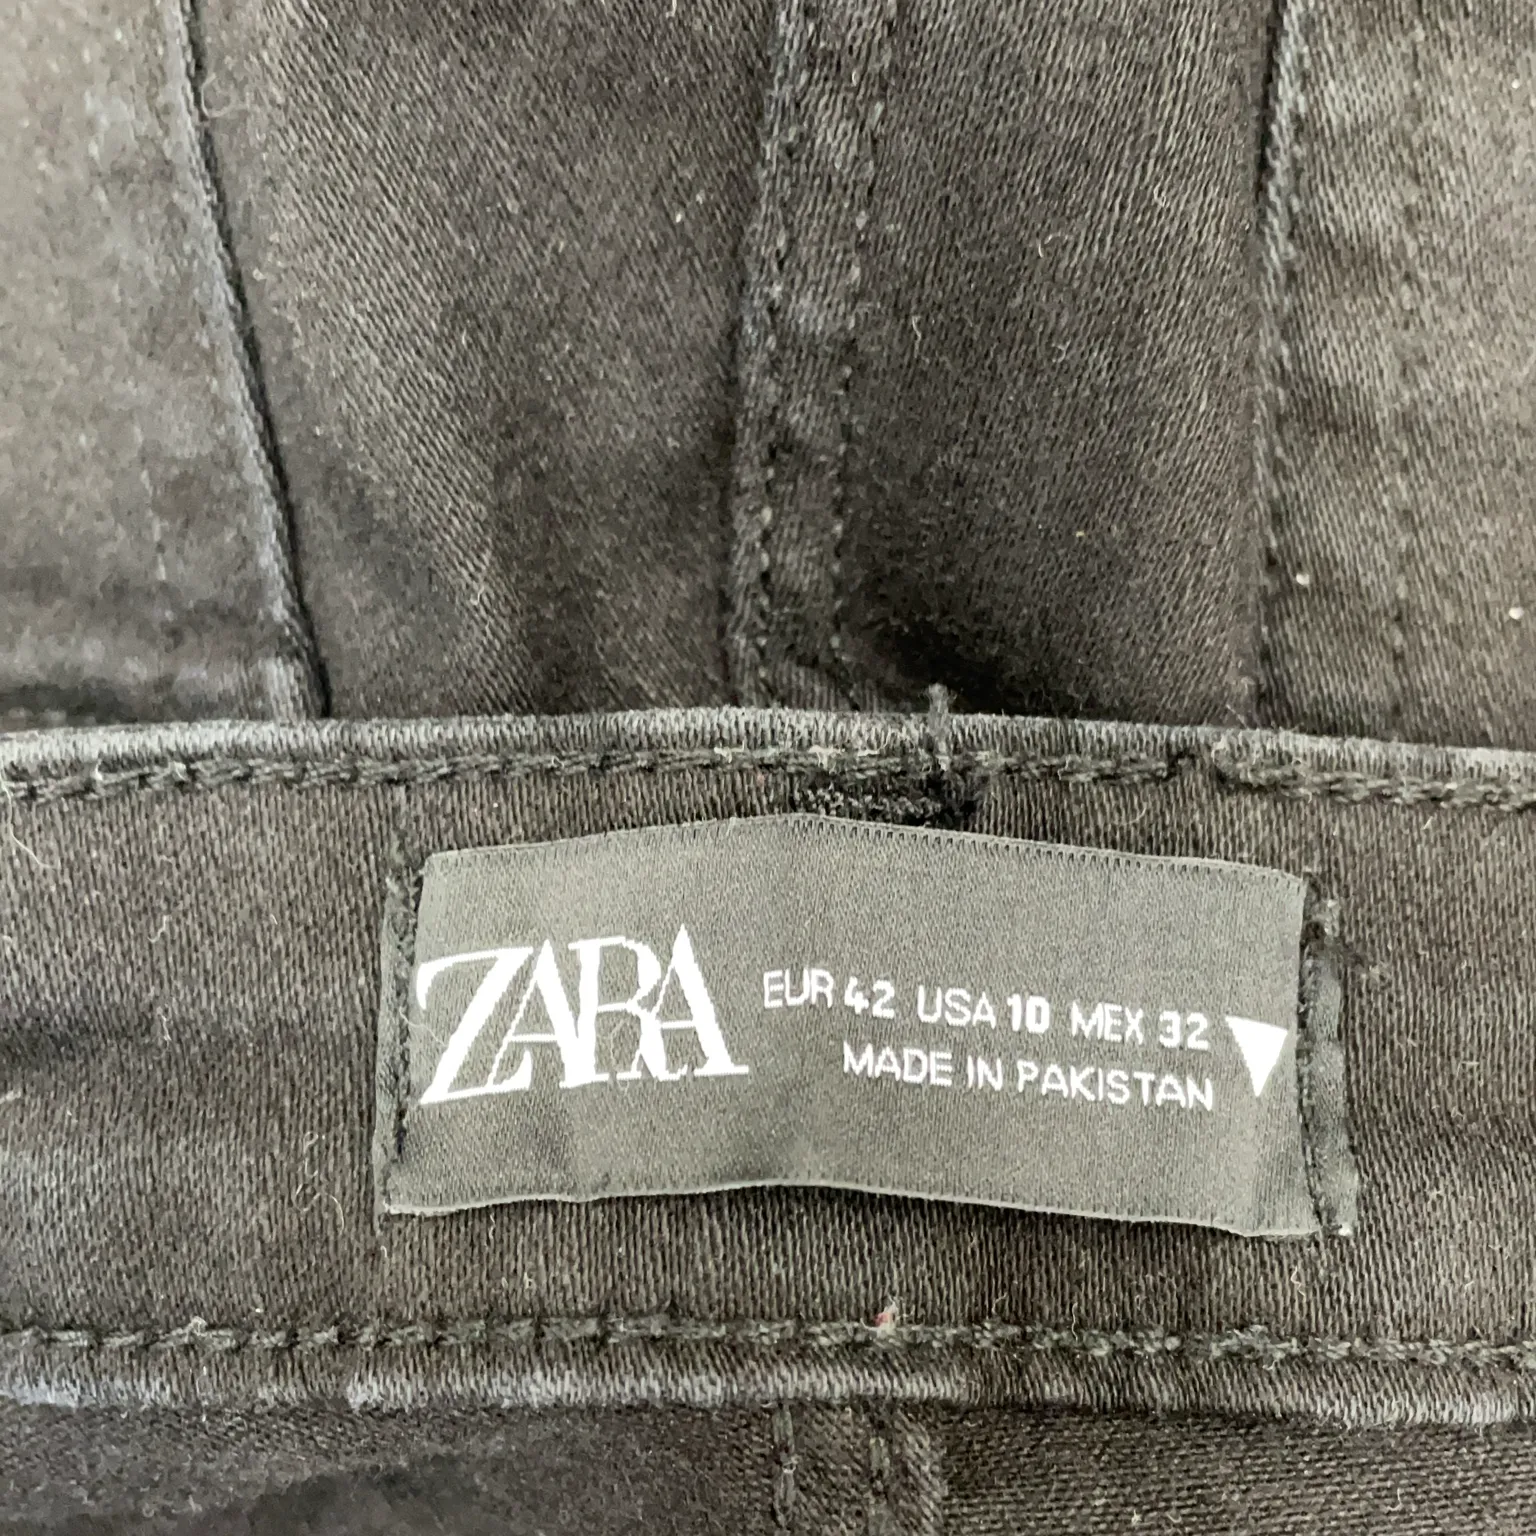 ZARA
EUR 42 USA 10 MEX 32
MADE IN PAKISTAN